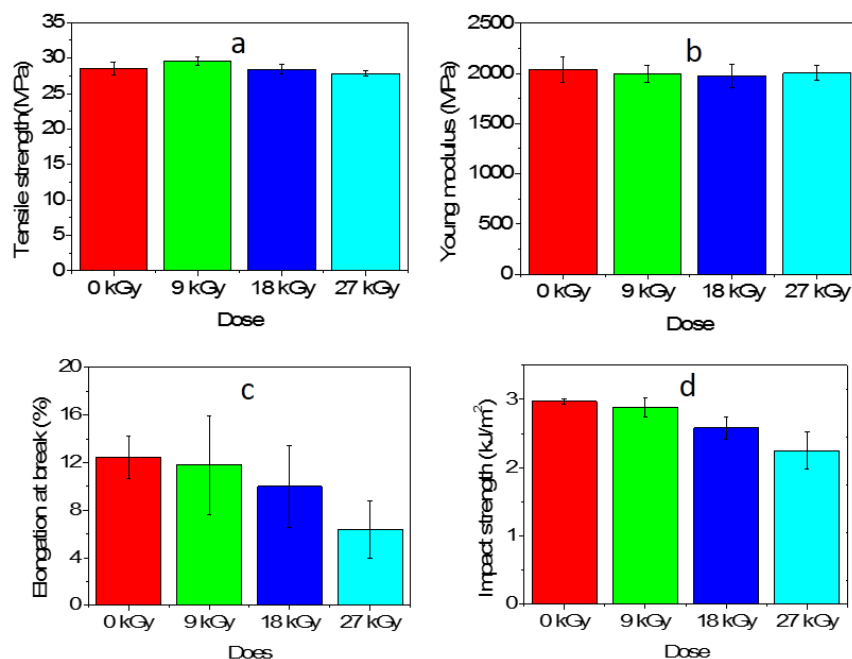 a
Tensile strength(MPa)
35
30
25
20
15
10
5
0
0 kGy 9 kGy 18 kGy 27 kGy
Dose
b
Young modulus (MPa)
2500
2000
1500
1000
500
0
0 kGy 9 kGy 18 kGy 27 kGy
Dose
c
Elongation at break (%)
20
16
12
8
4
0
0 kGy 9 kGy 18 kGy 27 kGy
Does
d
Impact strength (kJ/m²)
3
2
1
0
0 kGy 9 kGy 18 kGy 27 kGy
Dose